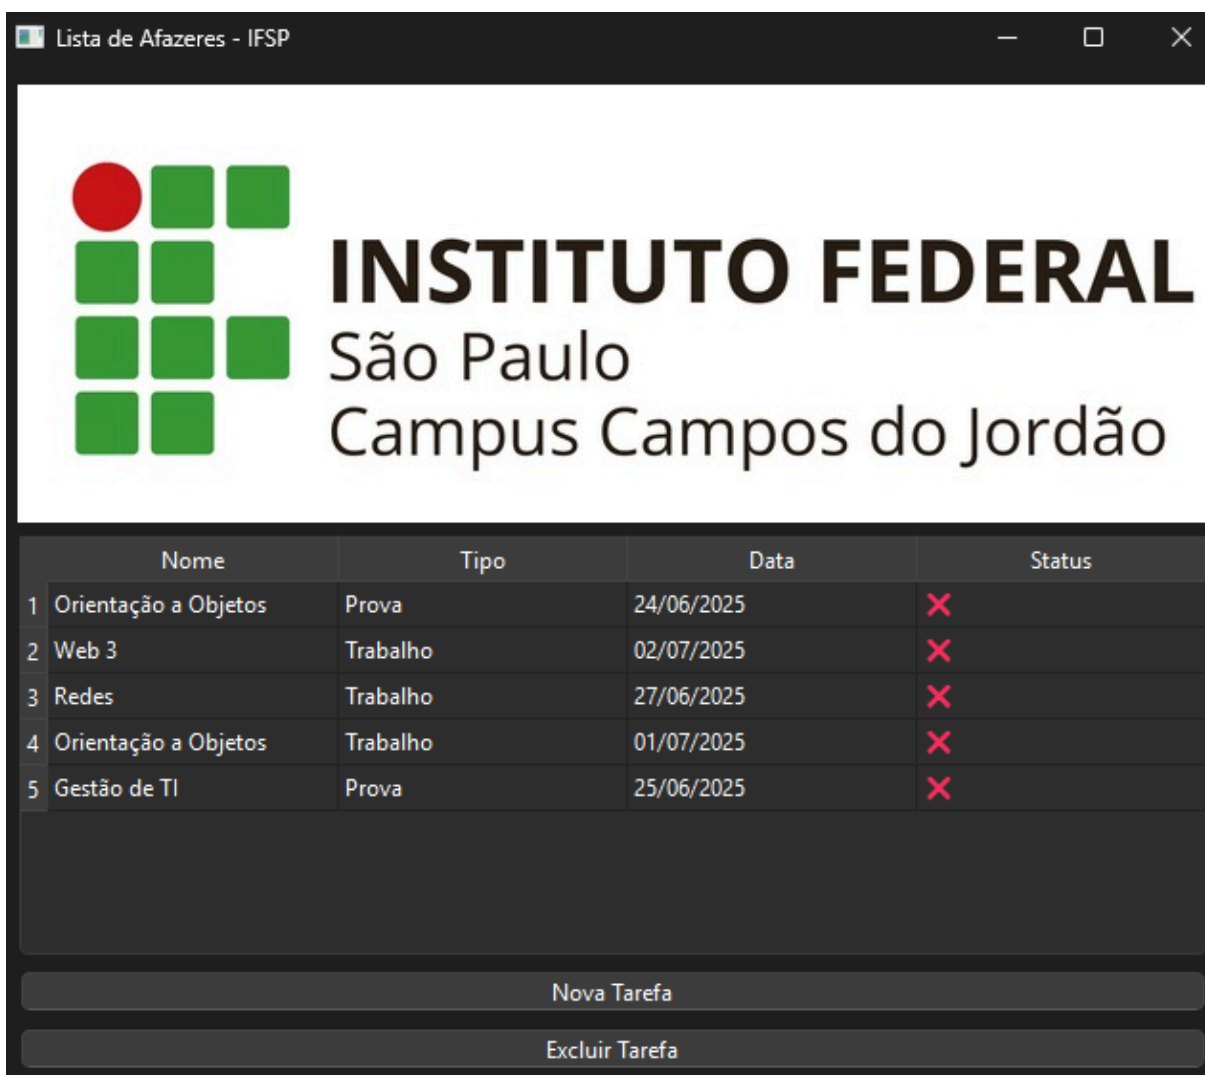 Lista de Afazeres - IFSP
INSTITUTO FEDERAL
São Paulo
Campus Campos do Jordão
Nome Tipo Data Status
1 Orientação a Objetos Prova 24/06/2025 ❌
2 Web 3 Trabalho 02/07/2025 ❌
3 Redes Trabalho 27/06/2025 ❌
4 Orientação a Objetos Trabalho 01/07/2025 ❌
5 Gestão de TI Prova 25/06/2025 ❌
Nova Tarefa
Excluir Tarefa